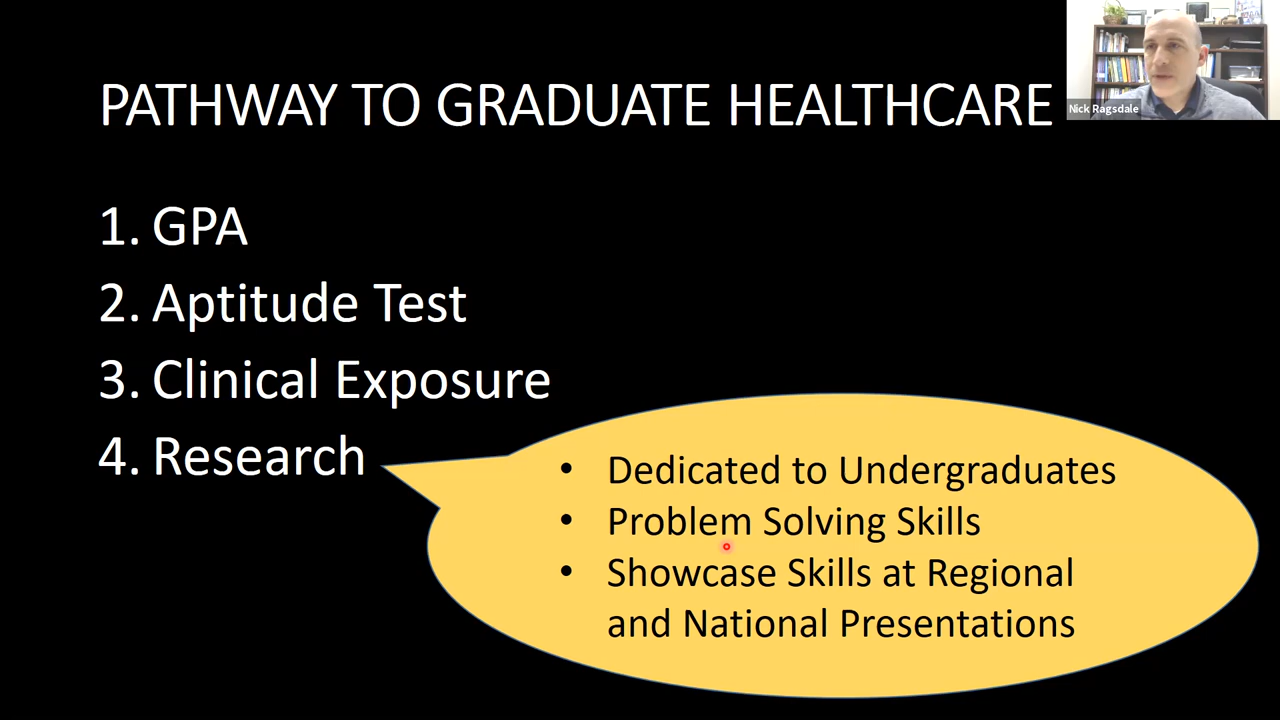 PATHWAY TO GRADUATE HEALTHCARE
Nick Ragsdale
1. GPA
2. Aptitude Test
3. Clinical Exposure
4. Research
• Dedicated to Undergraduates
• Problem Solving Skills
• Showcase Skills at Regional
and National Presentations